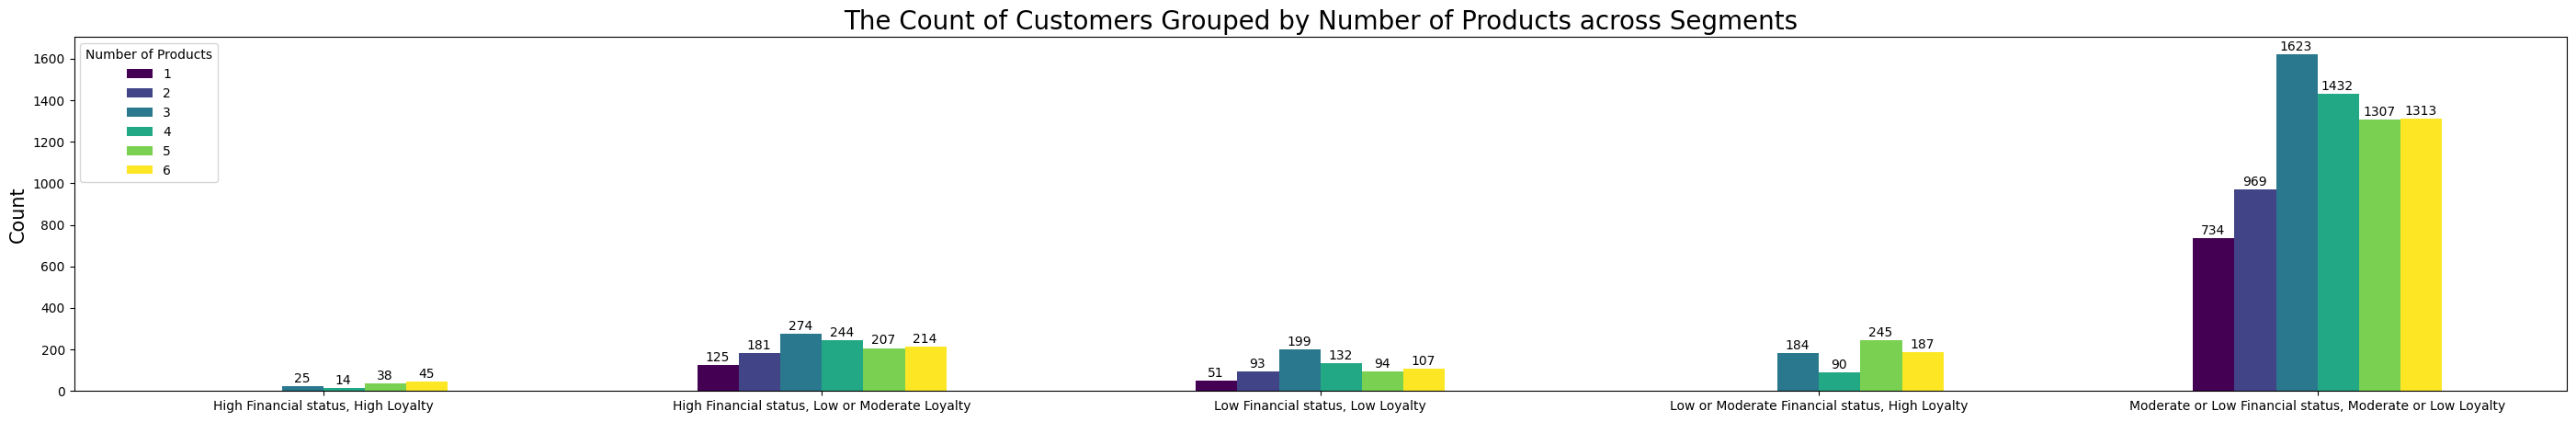 The Count of Customers Grouped by Number of Products across Segments
Number of Products
1
2
3
4
5
6
Count
1600
1400
1200
1000
800
600
400
200
0
25 14 38 45
125 181 274 244 207 214
51 93 199 132 94 107
184 90 245 187
734 969 1623 1432 1307 1313
High Financial status, High Loyalty
High Financial status, Low or Moderate Loyalty
Low Financial status, Low Loyalty
Low or Moderate Financial status, High Loyalty
Moderate or Low Financial status, Moderate or Low Loyalty